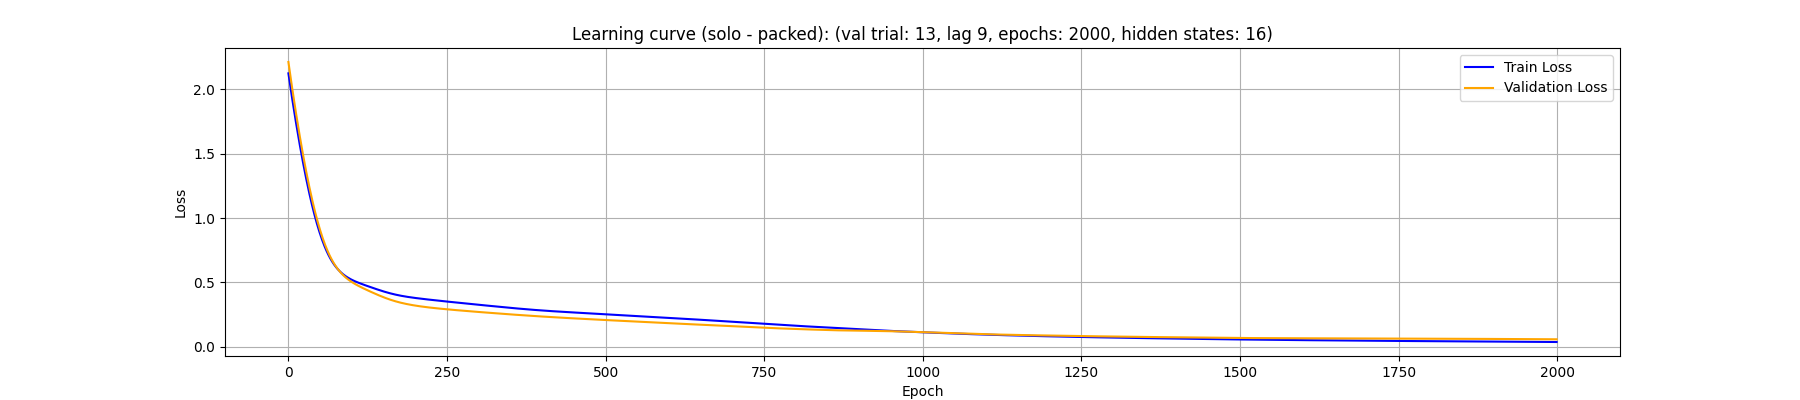 Learning curve (solo - packed): (val trial: 13, lag 9, epochs: 2000, hidden states: 16)
Train Loss
Validation Loss
2.0
1.5
1.0
0.5
0.0
Loss
0 250 500 750 1000 1250 1500 1750 2000
Epoch